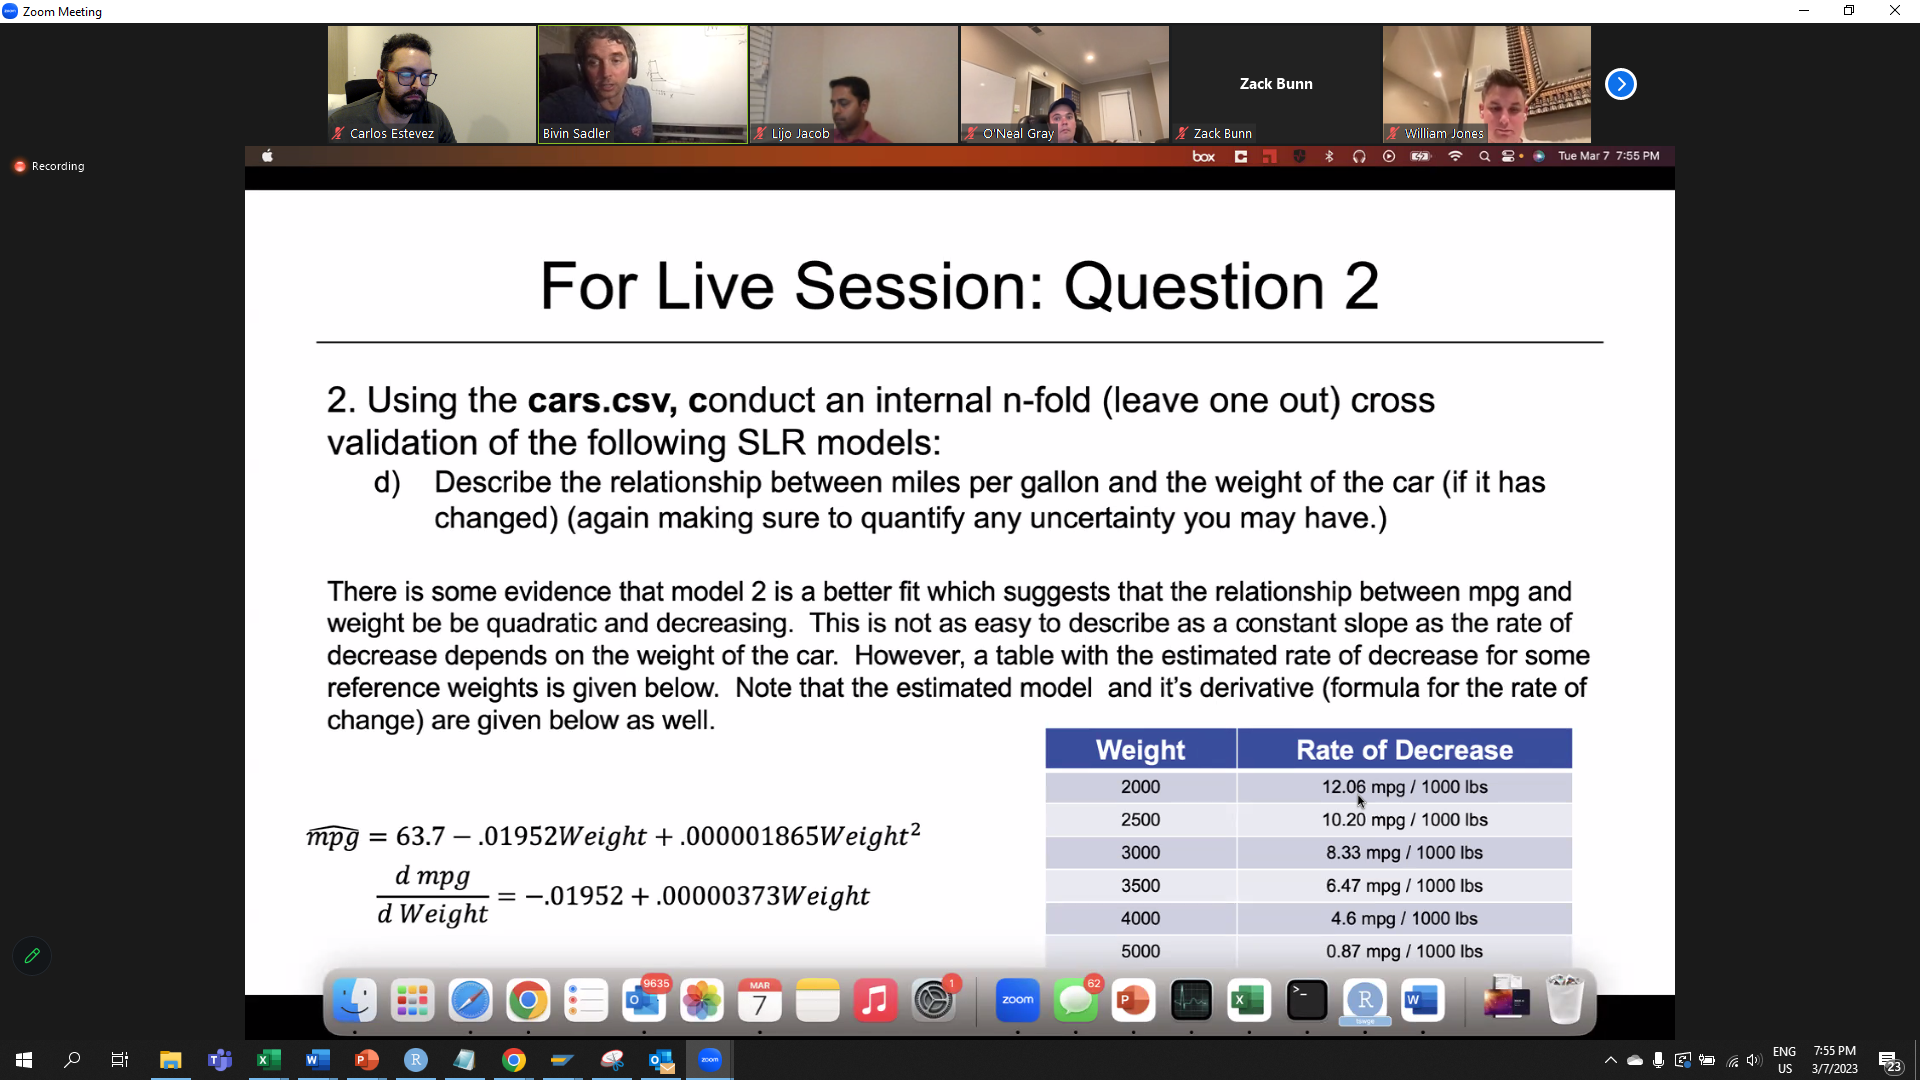 Zoom Meeting
Zack Bunn
Carlos Estevez
Bivin Sadler
Lijo Jacob
O'Neal Gray
Zack Bunn
William Jones
Recording
box
Tue Mar 7 7:55 PM
For Live Session: Question 2
2. Using the cars.csv, conduct an internal n-fold (leave one out) cross
validation of the following SLR models:
d) Describe the relationship between miles per gallon and the weight of the car (if it has
changed) (again making sure to quantify any uncertainty you may have.)
There is some evidence that model 2 is a better fit which suggests that the relationship between mpg and
weight be be quadratic and decreasing. This is not as easy to describe as a constant slope as the rate of
decrease depends on the weight of the car. However, a table with the estimated rate of decrease for some
reference weights is given below. Note that the estimated model and it's derivative (formula for the rate of
change) are given below as well.
Weight Rate of Decrease
2000 12.06 mpg / 1000 lbs
2500 10.20 mpg / 1000 lbs
3000 8.33 mpg / 1000 lbs
3500 6.47 mpg / 1000 lbs
4000 4.6 mpg / 1000 lbs
5000 0.87 mpg / 1000 lbs
m͡pg = 63.7 − .01952Weight + .000001865Weight²
d mpg
d Weight = −.01952 + .00000373Weight
9635
MAR
7
1
zoom
62
P
X
>_
R
tswge
W
O
ENG
US
7:55 PM
3/7/2023
23